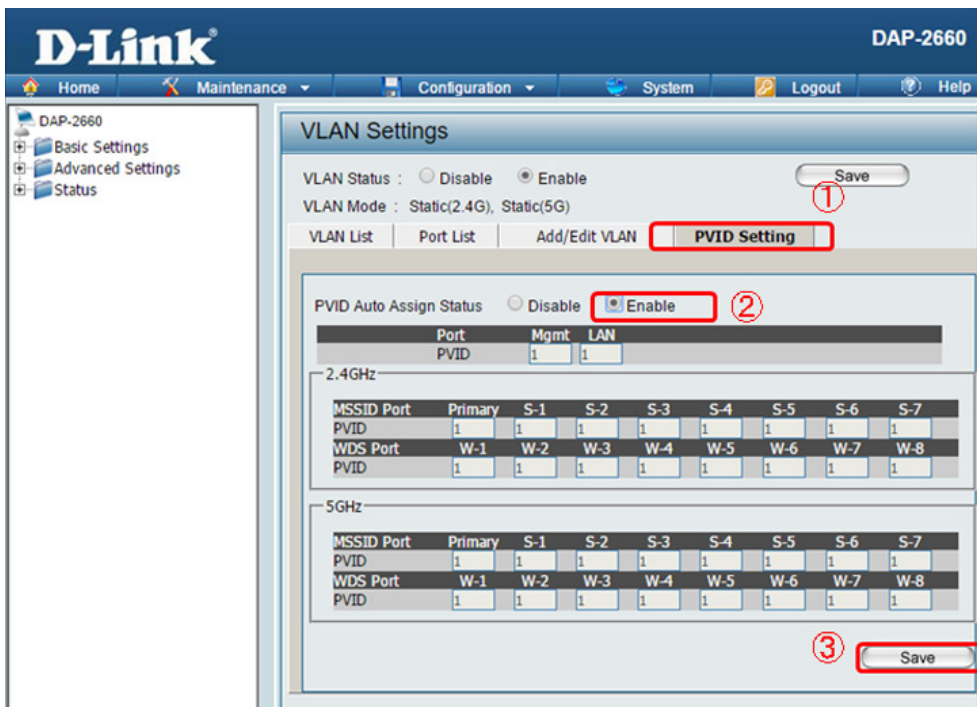 D-Link
DAP-2660
Home Maintenance Configuration System Logout Help
DAP-2660
Basic Settings
Advanced Settings
Status
VLAN Settings
VLAN Status : Disable Enable Save
①
VLAN Mode : Static(2.4G), Static(5G)
VLAN List Port List Add/Edit VLAN PVID Setting
PVID Auto Assign Status Disable Enable ②
Port Mgmt LAN
PVID 1 1
2.4GHz
MSSID Port Primary S-1 S-2 S-3 S-4 S-5 S-6 S-7
PVID 1 1 1 1 1 1 1 1
WDS Port W-1 W-2 W-3 W-4 W-5 W-6 W-7 W-8
PVID 1 1 1 1 1 1 1 1
5GHz
MSSID Port Primary S-1 S-2 S-3 S-4 S-5 S-6 S-7
PVID 1 1 1 1 1 1 1 1
WDS Port W-1 W-2 W-3 W-4 W-5 W-6 W-7 W-8
PVID 1 1 1 1 1 1 1 1
③ Save